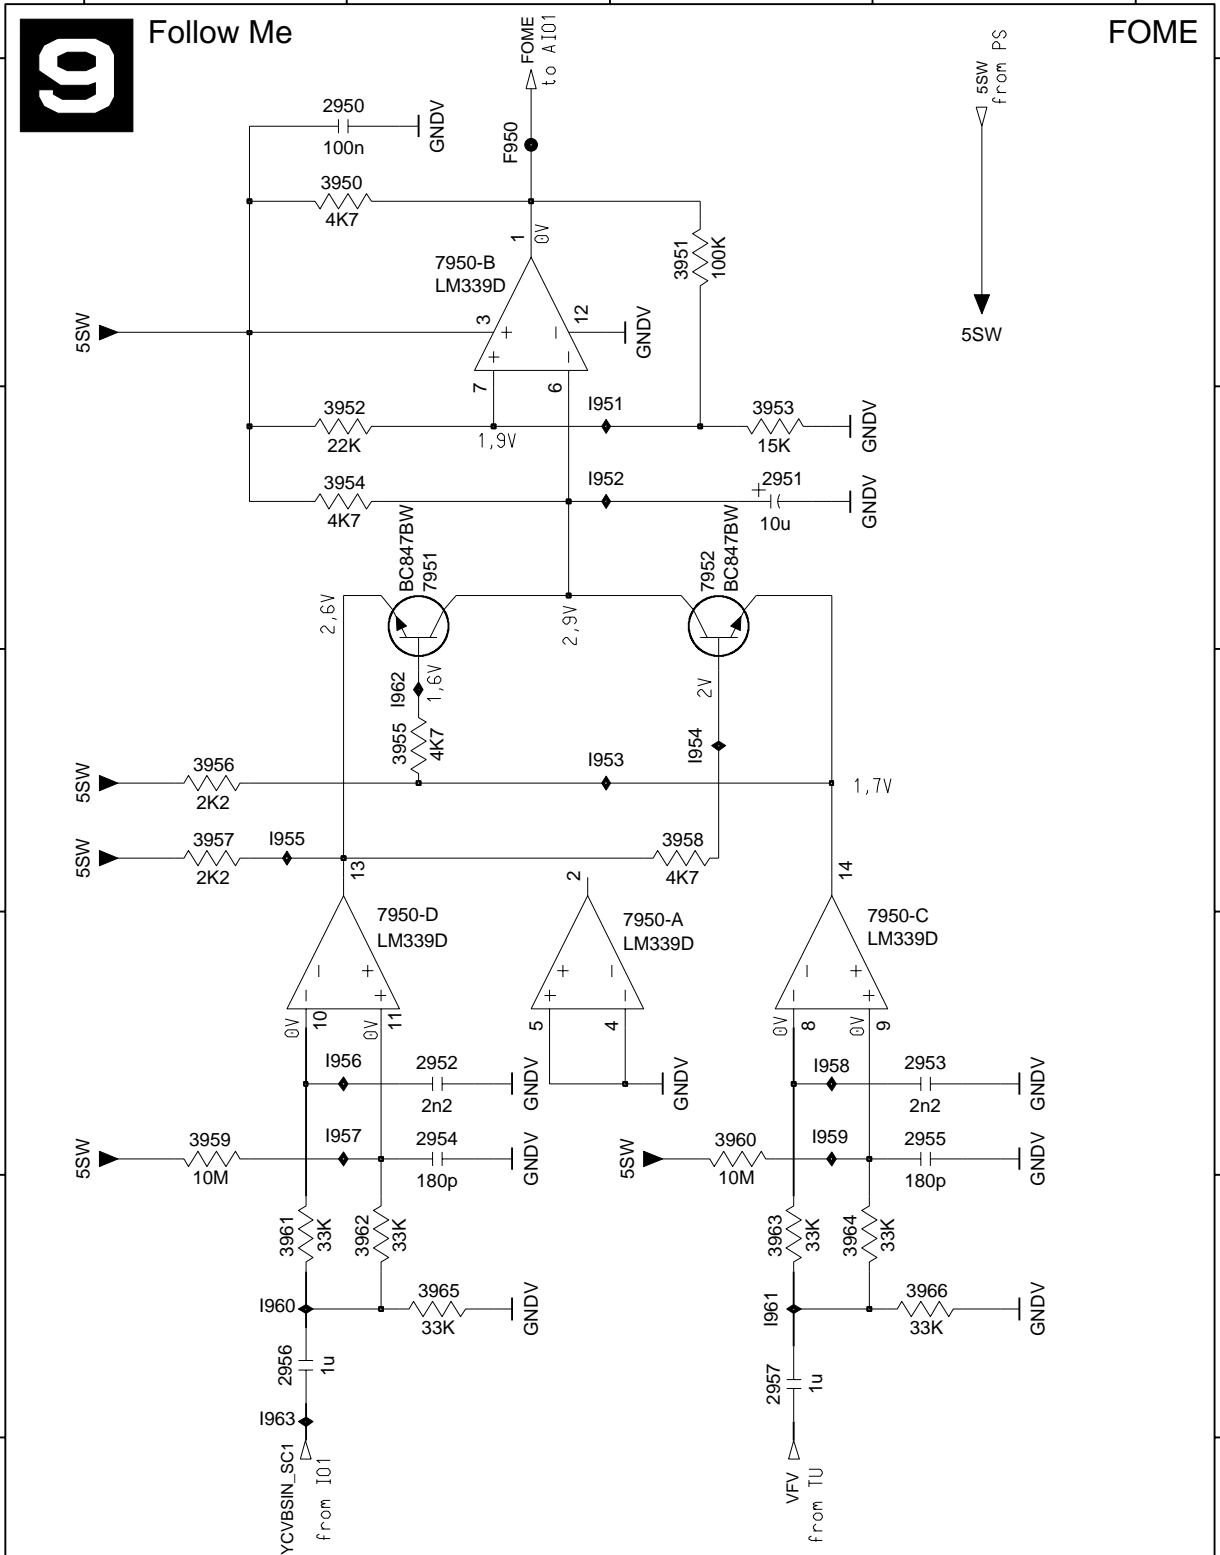 9
Follow Me
FOME
FOME
to AIO1
5SW
from PS
5SW
2950
100n
GNDV
F950
3950
4K7
1
0V
3951
100K
7950-B
LM339D
5SW
3
12
GNDV
7
6
3952
22K
1,9V
I951
3953
15K
GNDV
3954
4K7
I952
2951
10u
GNDV
BC847BW
7951
7952
BC847BW
2,6V
2,9V
I962
1,6V
2V
3955
4K7
I954
5SW
3956
2K2
I953
1,7V
5SW
3957
2K2
I955
3958
4K7
13
2
14
7950-D
LM339D
7950-A
LM339D
7950-C
LM339D
0V
10
0V
11
5
4
0V
8
0V
9
I956
2952
2n2
GNDV
GNDV
I958
2953
2n2
GNDV
5SW
3959
10M
I957
2954
180p
GNDV
5SW
3960
10M
I959
2955
180p
GNDV
3961
33K
3962
33K
3963
33K
3964
33K
I960
3965
33K
GNDV
I961
3966
33K
GNDV
2956
1u
2957
1u
I963
YCVBSIN_SC1
from IO1
VFV
from TU